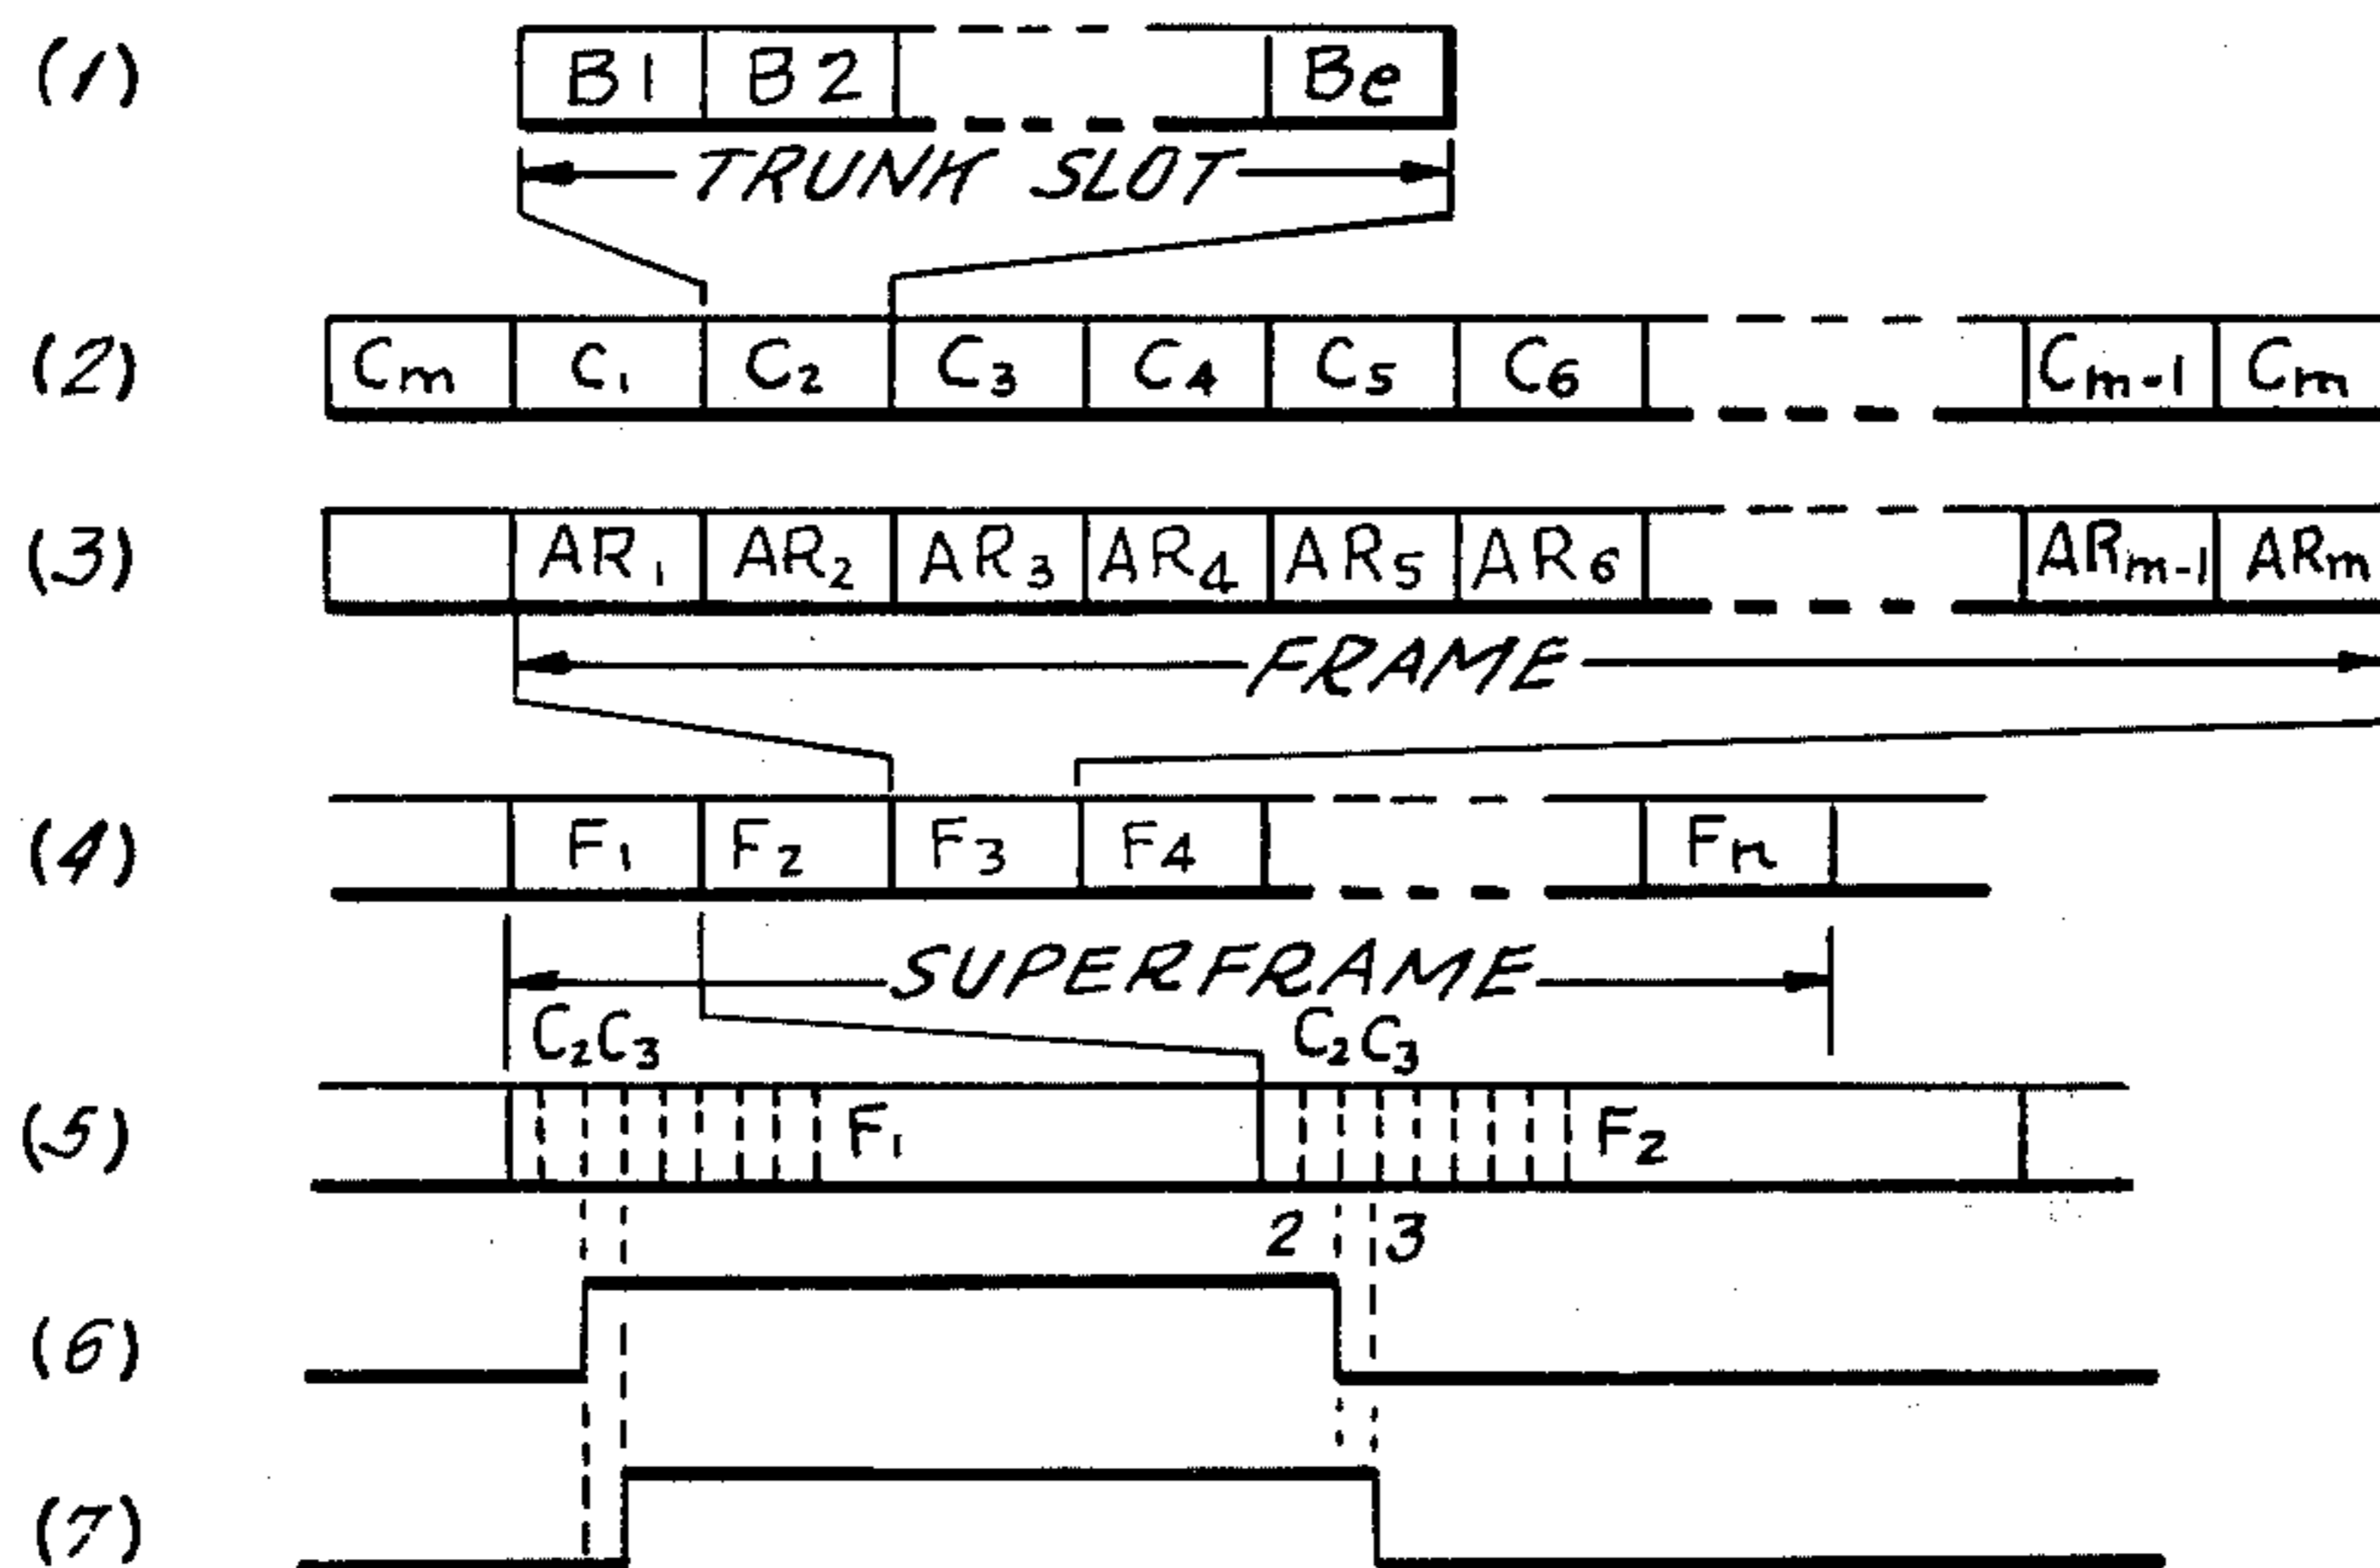 (1) B1 B2 Be
TRUNK SLOT
(2) Cm C1 C2 C3 C4 C5 C6 Cm-1 Cm
(3) AR1 AR2 AR3 AR4 AR5 AR6 ARm-1 ARm
FRAME
(4) F1 F2 F3 F4 Fn
SUPERFRAME
C2C3 C2C3
(5) F1 F2
2 3
(6)
(7)